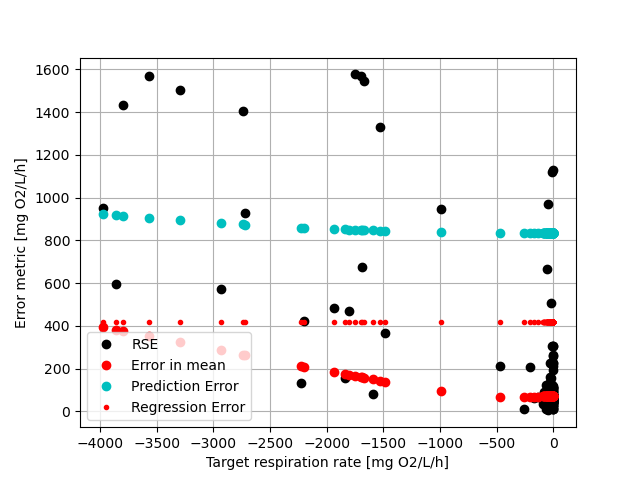 1600
1400
1200
1000
800
600
400
200
0
Error metric [mg O2/L/h]
RSE
Error in mean
Prediction Error
Regression Error
−4000 −3500 −3000 −2500 −2000 −1500 −1000 −500 0
Target respiration rate [mg O2/L/h]